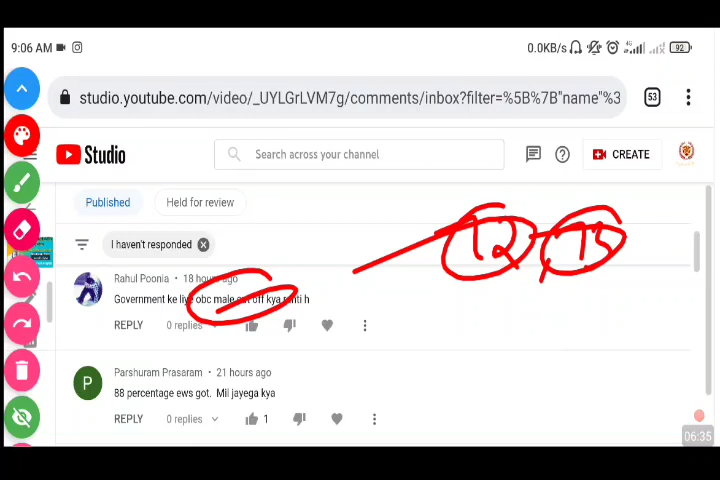 9:06 AM
0.0KB/s 4G 92
studio.youtube.com/video/_UYLGrLVM7g/comments/inbox?filter=%5B%7B"name"%3
53
Studio
Search across your channel
CREATE
Published
Held for review
I haven't responded
12
Rahul Poonia • 18 hours ago
Government ke liye obc male cut off kya rahti h
REPLY
0 replies
Parshuram Prasaram • 21 hours ago
88 percentage ews got. Mil jayega kya
REPLY
0 replies
1
06:35